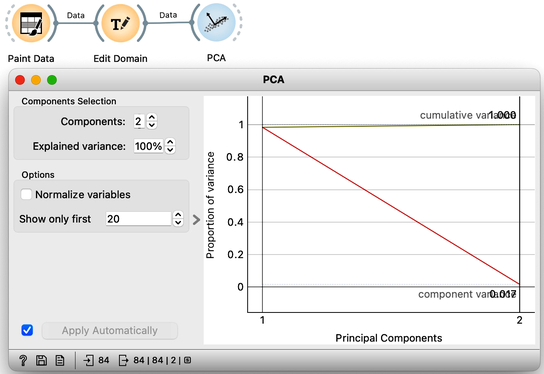 Data
Data
T
Paint Data
Edit Domain
PCA
PCA
Components Selection
Components: 2
Explained variance: 100%
Options
Normalize variables
Show only first 20
Apply Automatically
cumulative variance 1.000
1
0.8
0.6
0.4
0.2
0
Proportion of variance
component variance 0.017
1
2
Principal Components
? 84 84 | 84 | 2 |